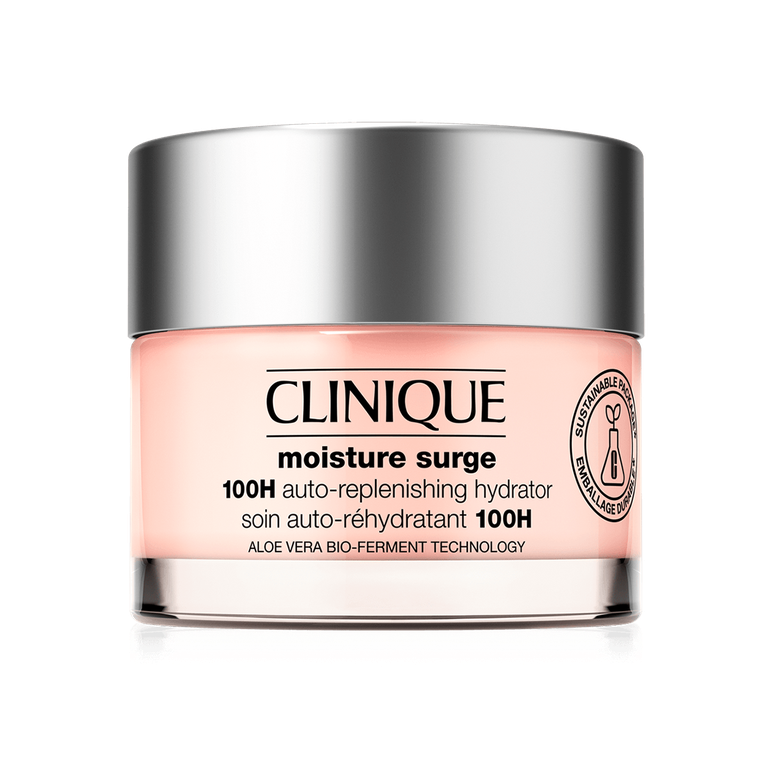 CLINIQUE
moisture surge
100H auto-replenishing hydrator
soin auto-réhydratant 100H
ALOE VERA BIO-FERMENT TECHNOLOGY
SUSTAINABLE PACKAGE
EMBALLAGE DURABLE
C